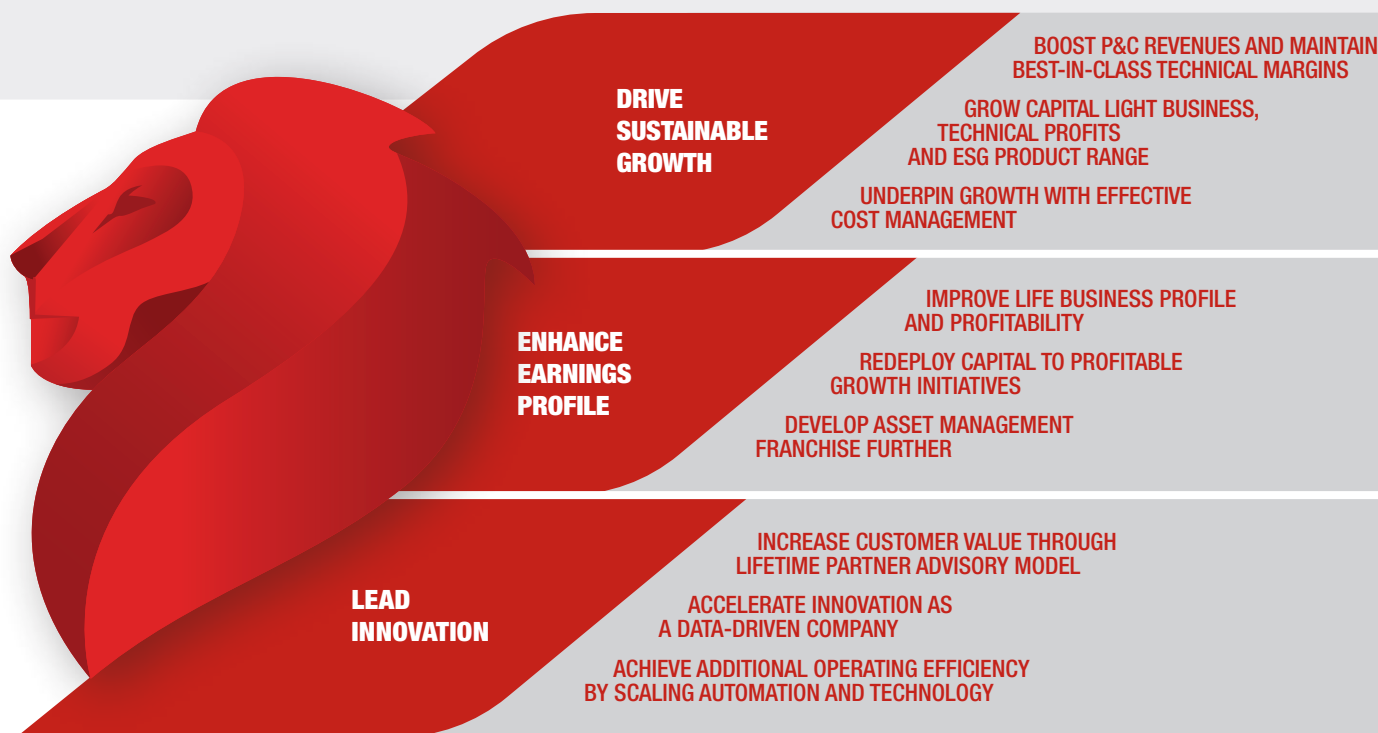 DRIVE
SUSTAINABLE
GROWTH
BOOST P&C REVENUES AND MAINTAIN
BEST-IN-CLASS TECHNICAL MARGINS
GROW CAPITAL LIGHT BUSINESS,
TECHNICAL PROFITS
AND ESG PRODUCT RANGE
UNDERPIN GROWTH WITH EFFECTIVE
COST MANAGEMENT
ENHANCE
EARNINGS
PROFILE
IMPROVE LIFE BUSINESS PROFILE
AND PROFITABILITY
REDEPLOY CAPITAL TO PROFITABLE
GROWTH INITIATIVES
DEVELOP ASSET MANAGEMENT
FRANCHISE FURTHER
LEAD
INNOVATION
INCREASE CUSTOMER VALUE THROUGH
LIFETIME PARTNER ADVISORY MODEL
ACCELERATE INNOVATION AS
A DATA-DRIVEN COMPANY
ACHIEVE ADDITIONAL OPERATING EFFICIENCY
BY SCALING AUTOMATION AND TECHNOLOGY